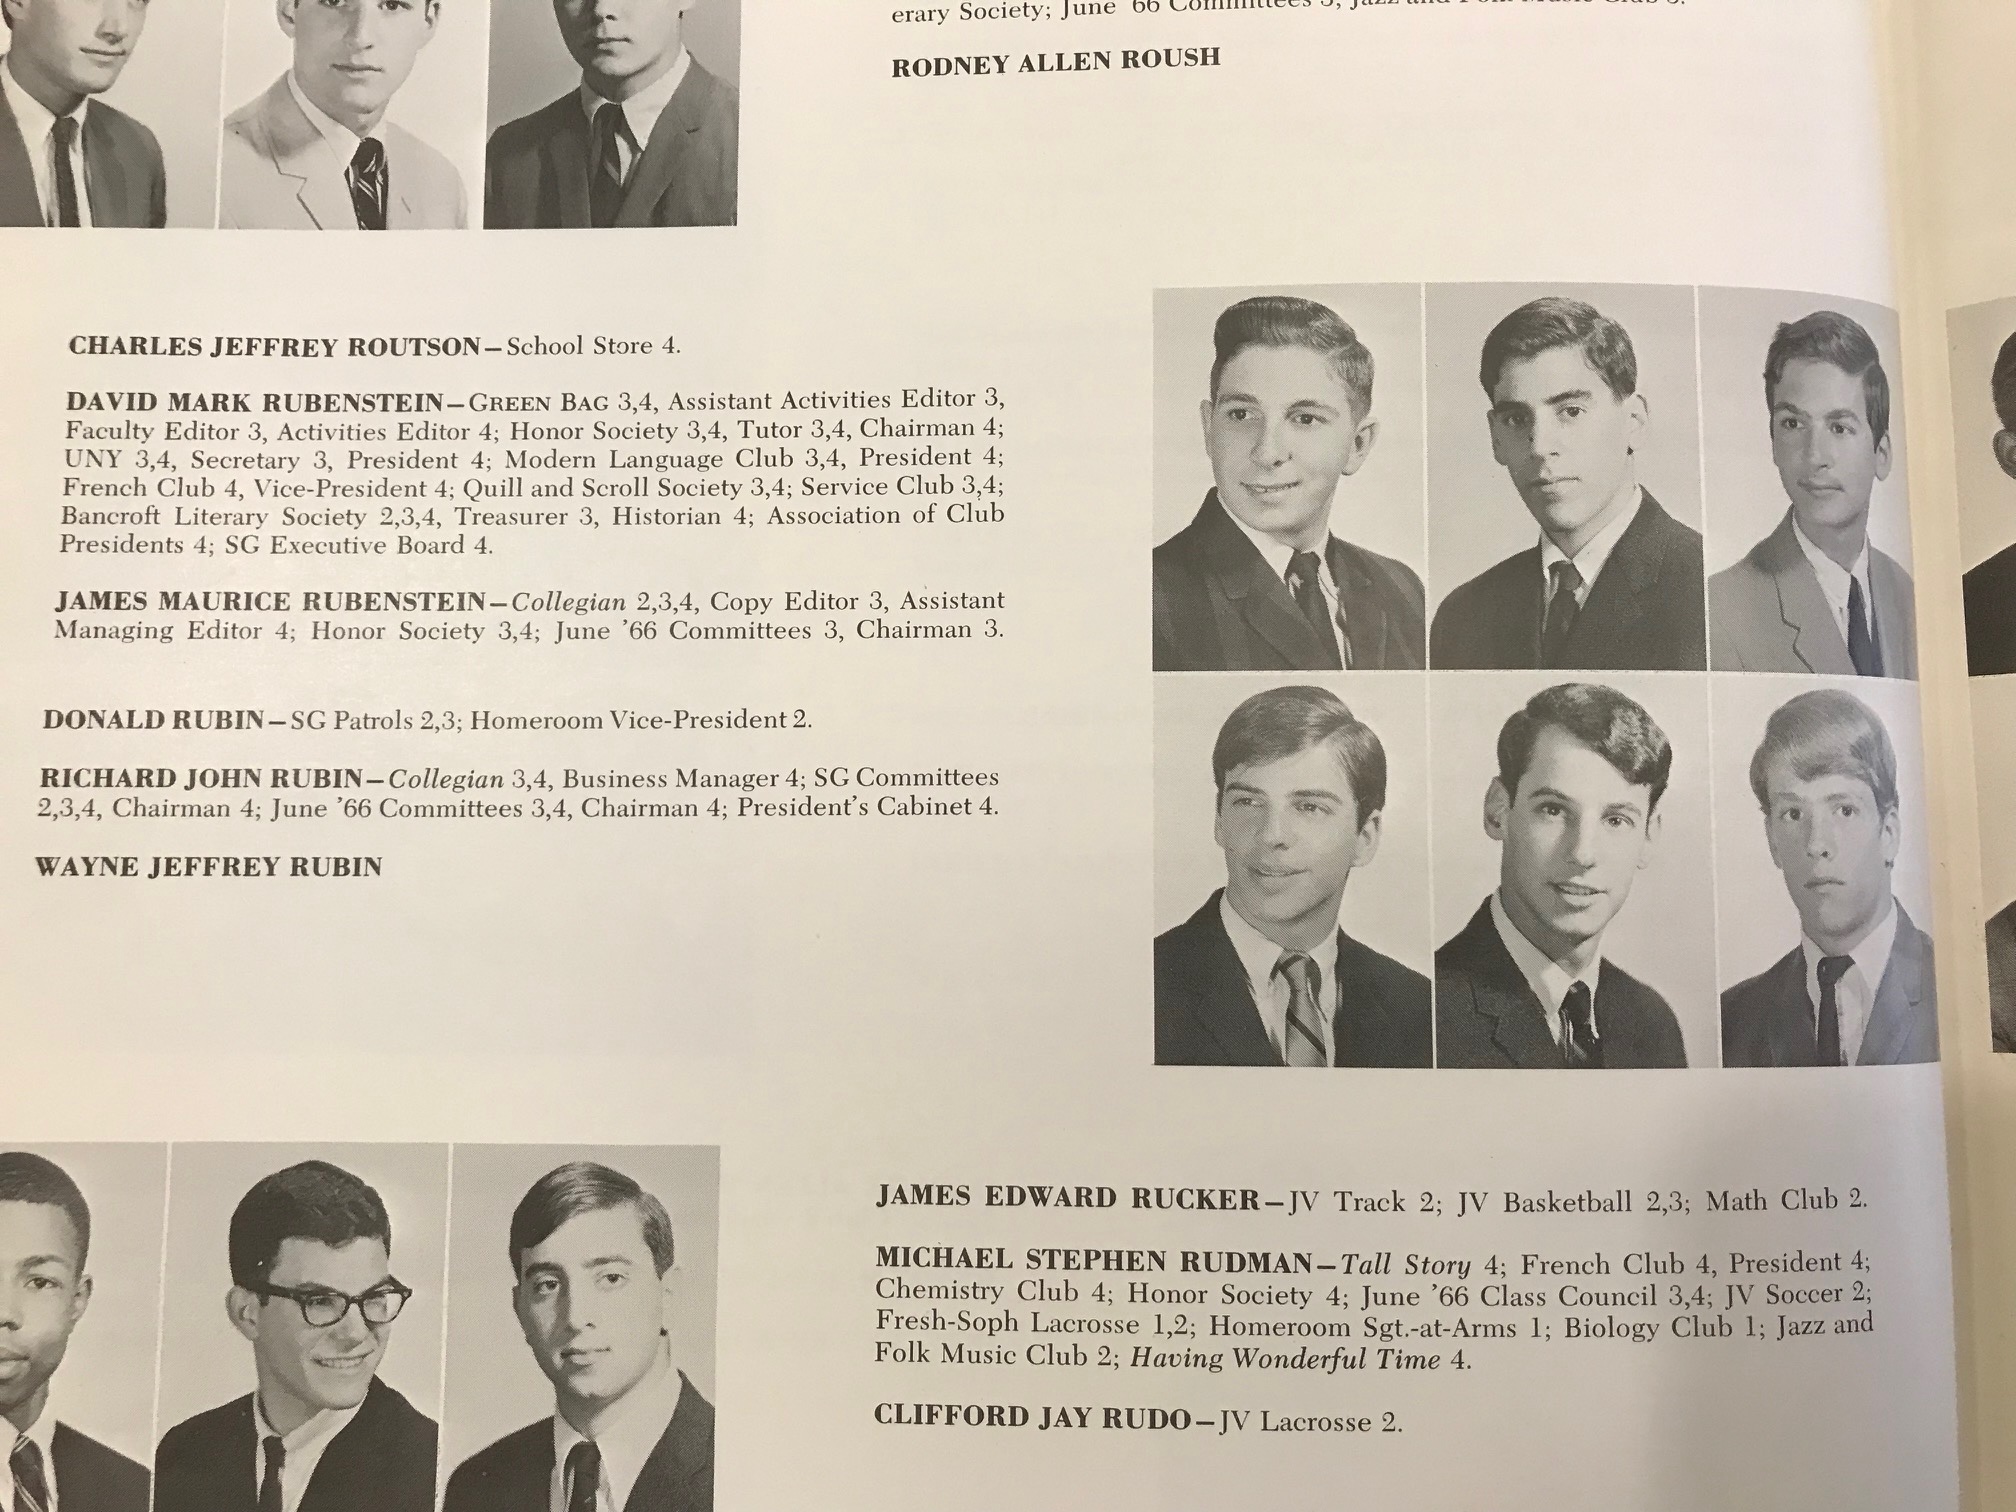 erary Society; June '66 Committees 3; Jazz and Folk Music Club 3.
RODNEY ALLEN ROUSH
CHARLES JEFFREY ROUTSON—School Store 4.
DAVID MARK RUBENSTEIN—GREEN BAG 3,4, Assistant Activities Editor 3,
Faculty Editor 3, Activities Editor 4; Honor Society 3,4, Tutor 3,4, Chairman 4;
UNY 3,4, Secretary 3, President 4; Modern Language Club 3,4, President 4;
French Club 4, Vice-President 4; Quill and Scroll Society 3,4; Service Club 3,4;
Bancroft Literary Society 2,3,4, Treasurer 3, Historian 4; Association of Club
Presidents 4; SG Executive Board 4.
JAMES MAURICE RUBENSTEIN—Collegian 2,3,4, Copy Editor 3, Assistant
Managing Editor 4; Honor Society 3,4; June '66 Committees 3, Chairman 3.
DONALD RUBIN—SG Patrols 2,3; Homeroom Vice-President 2.
RICHARD JOHN RUBIN—Collegian 3,4, Business Manager 4; SG Committees
2,3,4, Chairman 4; June '66 Committees 3,4, Chairman 4; President's Cabinet 4.
WAYNE JEFFREY RUBIN
JAMES EDWARD RUCKER—JV Track 2; JV Basketball 2,3; Math Club 2.
MICHAEL STEPHEN RUDMAN—Tall Story 4; French Club 4, President 4;
Chemistry Club 4; Honor Society 4; June '66 Class Council 3,4; JV Soccer 2;
Fresh-Soph Lacrosse 1,2; Homeroom Sgt.-at-Arms 1; Biology Club 1; Jazz and
Folk Music Club 2; Having Wonderful Time 4.
CLIFFORD JAY RUDO—JV Lacrosse 2.